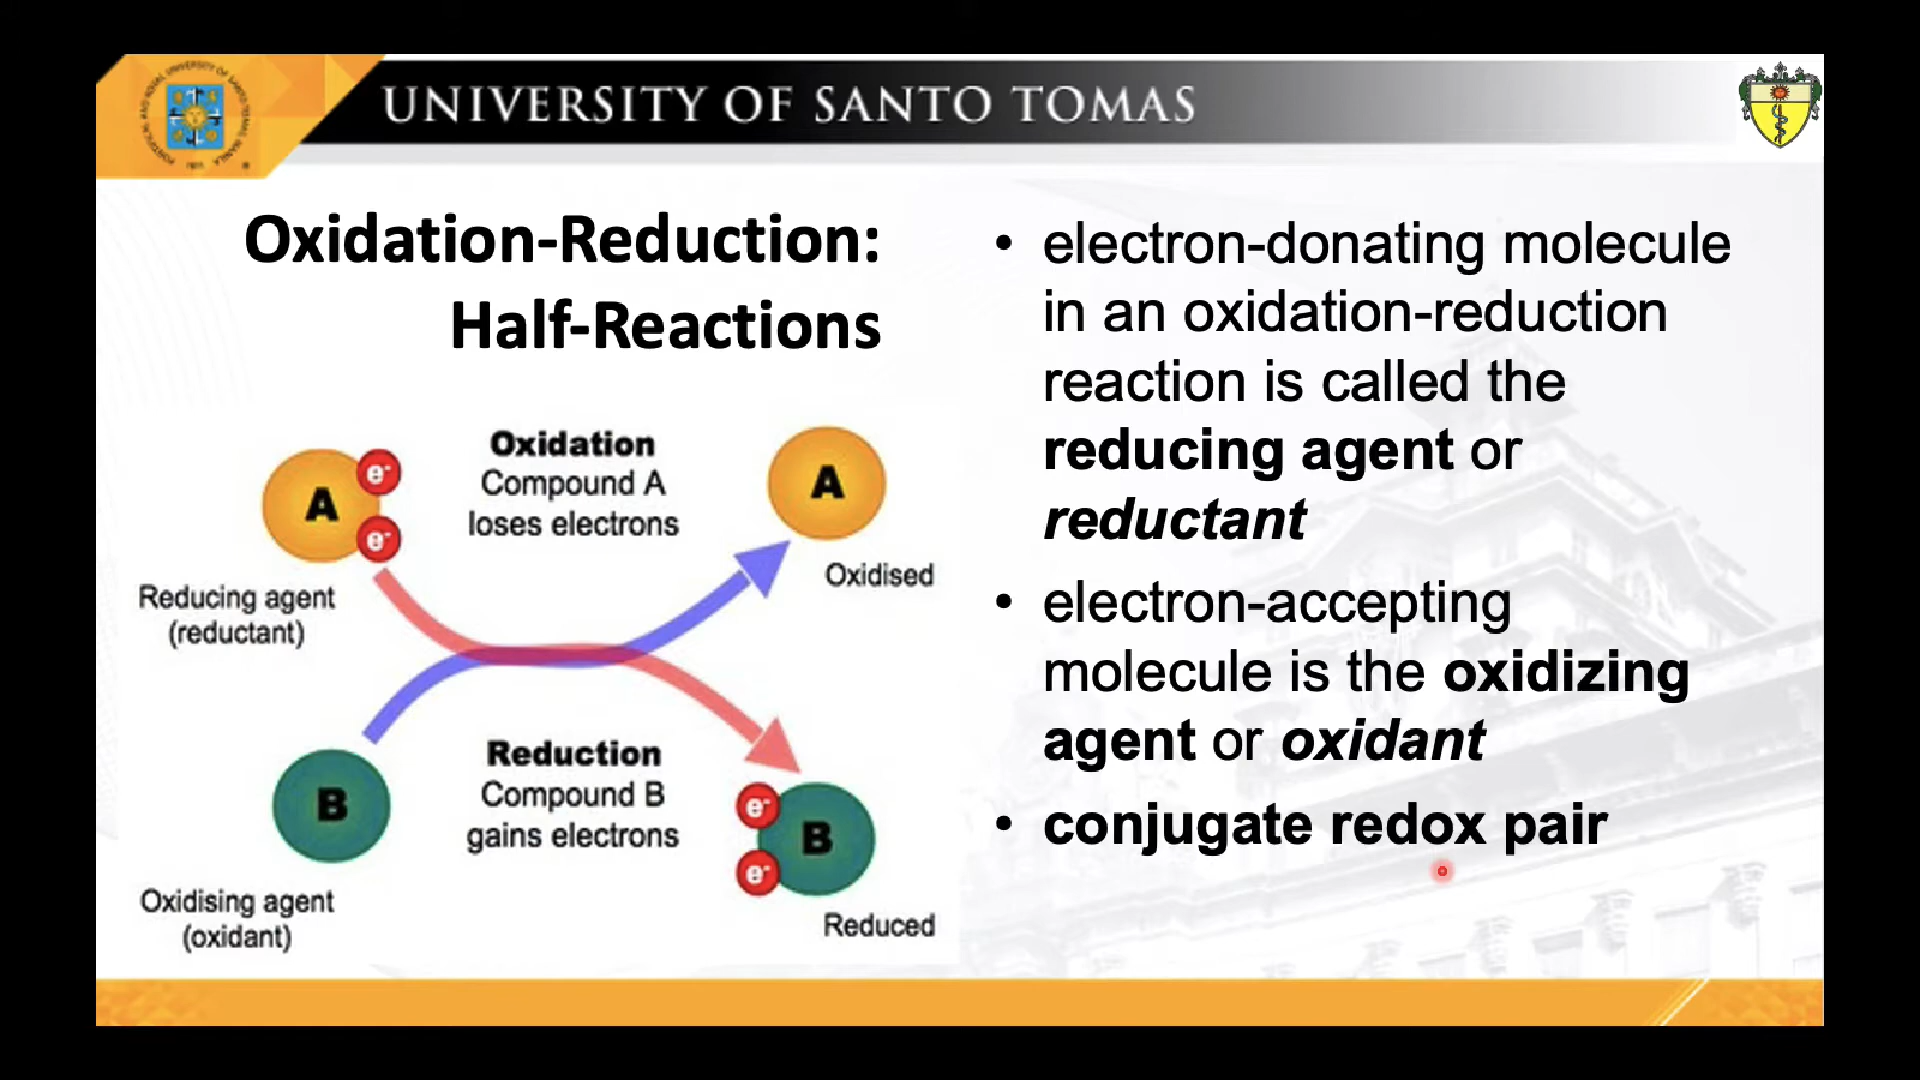 UNIVERSITY OF SANTO TOMAS
Oxidation-Reduction:
Half-Reactions
A
e-
e-
Oxidation
Compound A
loses electrons
A
Oxidised
Reducing agent
(reductant)
B
Reduction
Compound B
gains electrons
e-
e-
B
Oxidising agent
(oxidant)
Reduced
• electron-donating molecule
in an oxidation-reduction
reaction is called the
reducing agent or
reductant
• electron-accepting
molecule is the oxidizing
agent or oxidant
• conjugate redox pair